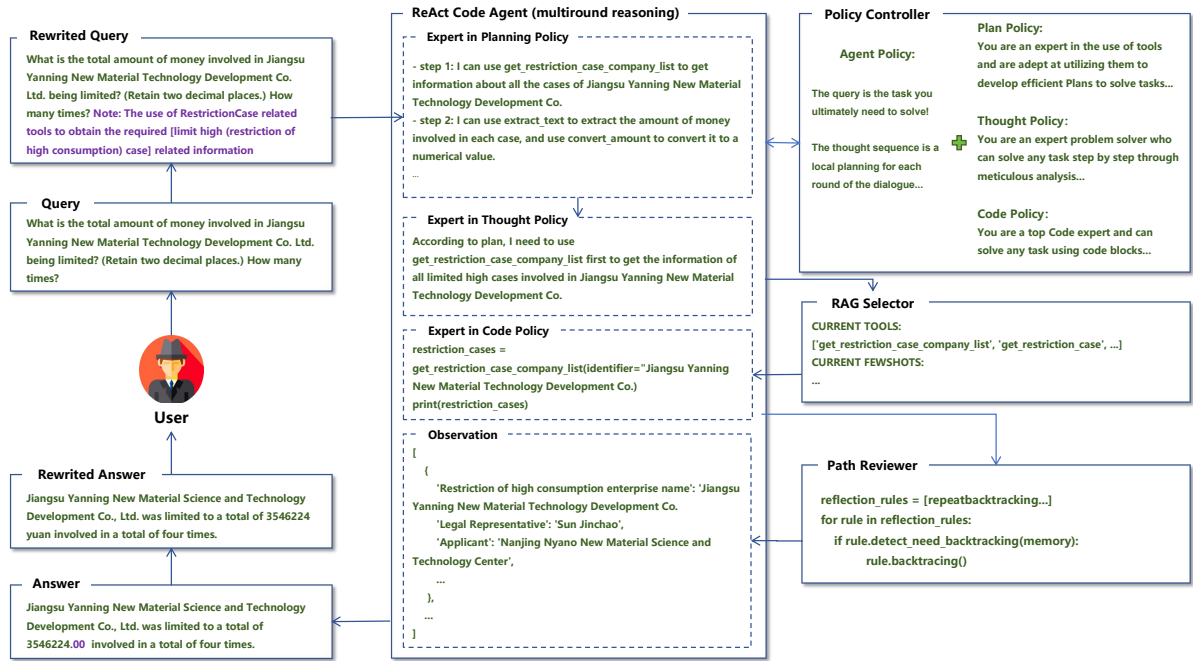 Rewrited Query
What is the total amount of money involved in Jiangsu
Yanning New Material Technology Development Co.
Ltd. being limited? (Retain two decimal places.) How
many times? Note: The use of RestrictionCase related
tools to obtain the required [limit high (restriction of
high consumption) case] related information
Query
What is the total amount of money involved in Jiangsu
Yanning New Material Technology Development Co. Ltd.
being limited? (Retain two decimal places.) How many
times?
User
Rewrited Answer
Jiangsu Yanning New Material Science and Technology
Development Co., Ltd. was limited to a total of 3546224
yuan involved in a total of four times.
Answer
Jiangsu Yanning New Material Science and Technology
Development Co., Ltd. was limited to a total of
3546224.00 involved in a total of four times.
ReAct Code Agent (multiround reasoning)
Expert in Planning Policy
- step 1: I can use get_restriction_case_company_list to get
information about all the cases of Jiangsu Yanning New Material
Technology Development Co.
- step 2: I can use extract_text to extract the amount of money
involved in each case, and use convert_amount to convert it to a
numerical value.
...
Expert in Thought Policy
According to plan, I need to use
get_restriction_case_company_list first to get the information of
all limited high cases involved in Jiangsu Yanning New Material
Technology Development Co.
Expert in Code Policy
restriction_cases =
get_restriction_case_company_list(identifier="Jiangsu Yanning
New Material Technology Development Co.)
print(restriction_cases)
Observation
[
{
'Restriction of high consumption enterprise name': 'Jiangsu
Yanning New Material Technology Development Co.
'Legal Representative': 'Sun Jinchao',
'Applicant': 'Nanjing Nyano New Material Science and
Technology Center',
...
},
...
]
Policy Controller
Agent Policy:
The query is the task you
ultimately need to solve!
The thought sequence is a
local planning for each
round of the dialogue...
Plan Policy:
You are an expert in the use of tools
and are adept at utilizing them to
develop efficient Plans to solve tasks...
Thought Policy:
You are an expert problem solver who
can solve any task step by step through
meticulous analysis...
Code Policy:
You are a top Code expert and can
solve any task using code blocks...
RAG Selector
CURRENT TOOLS:
['get_restriction_case_company_list', 'get_restriction_case', ...]
CURRENT FEWSHOTS:
...
Path Reviewer
reflection_rules = [repeatbacktracking...]
for rule in reflection_rules:
if rule.detect_need_backtracking(memory):
rule.backtracing()